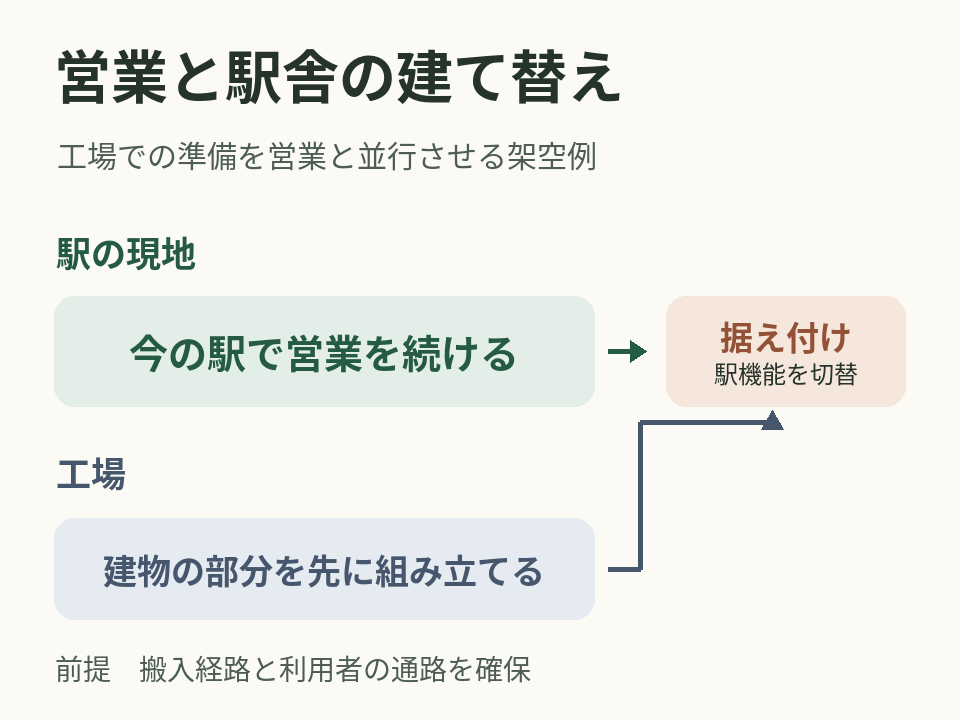 営業と駅舎の建て替え
工場での準備を営業と並行させる架空例
駅の現地
今の駅で営業を続ける
据え付け
駅機能を切替
工場
建物の部分を先に組み立てる
前提　搬入経路と利用者の通路を確保